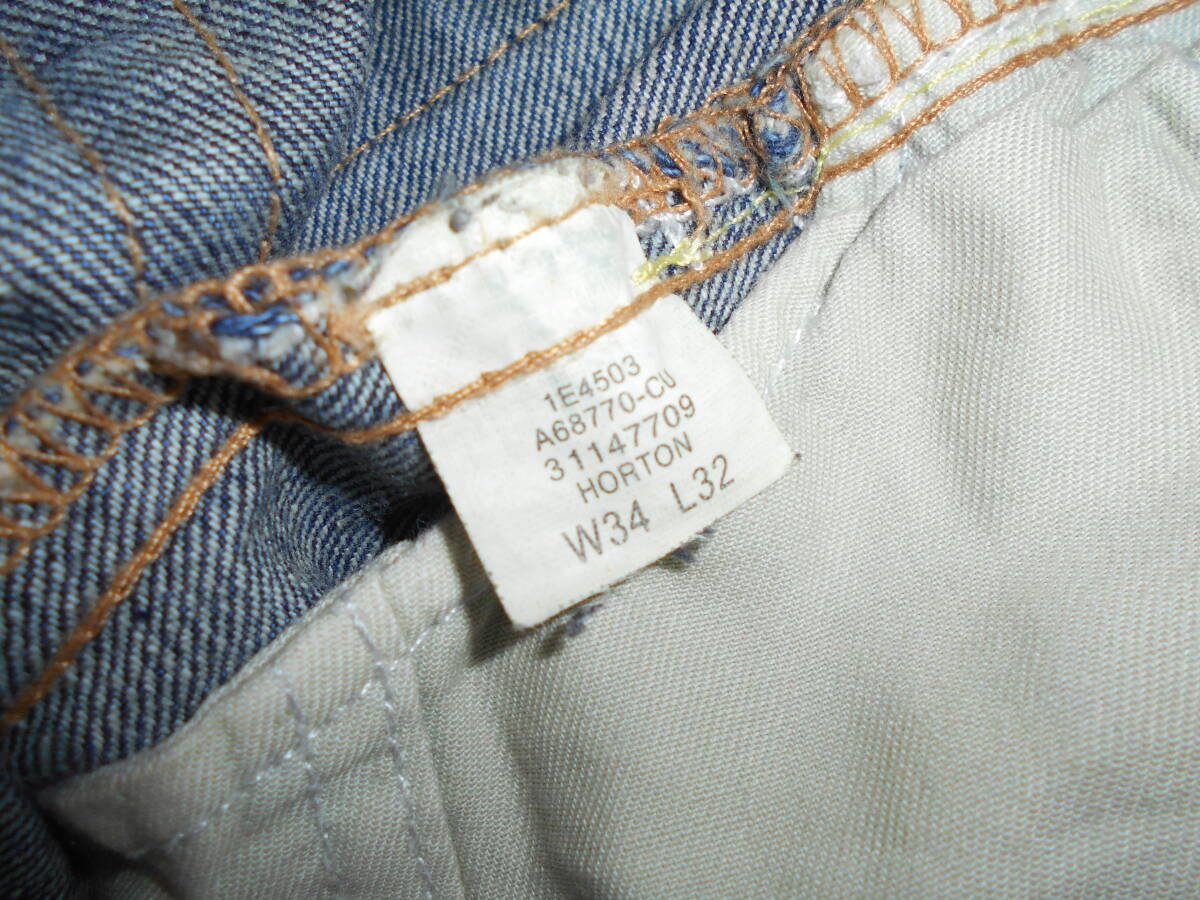 1E4503
A68770-CU
31147709
HORTON
W34 L32